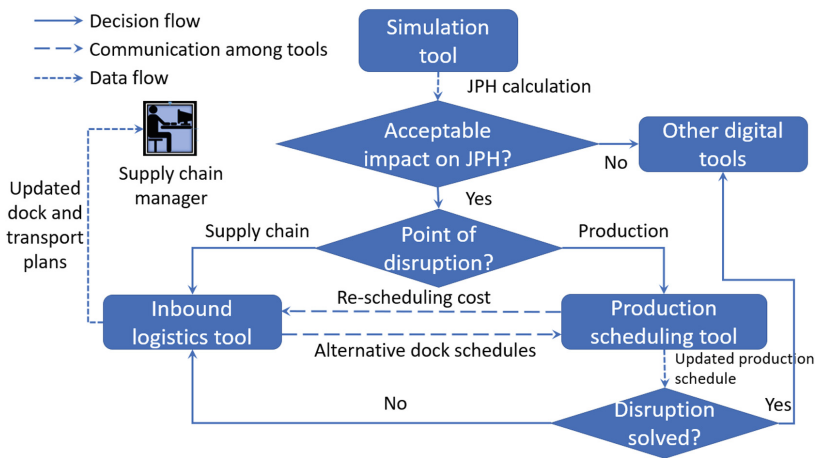 Decision flow
Communication among tools
Data flow
Simulation
tool
JPH calculation
Acceptable
impact on JPH?
No
Other digital
tools
Yes
Supply chain
manager
Updated
dock and
transport
plans
Supply chain
Point of
disruption?
Production
Inbound
logistics tool
Re-scheduling cost
Alternative dock schedules
Production
scheduling tool
Updated production
schedule
No
Disruption
solved?
Yes